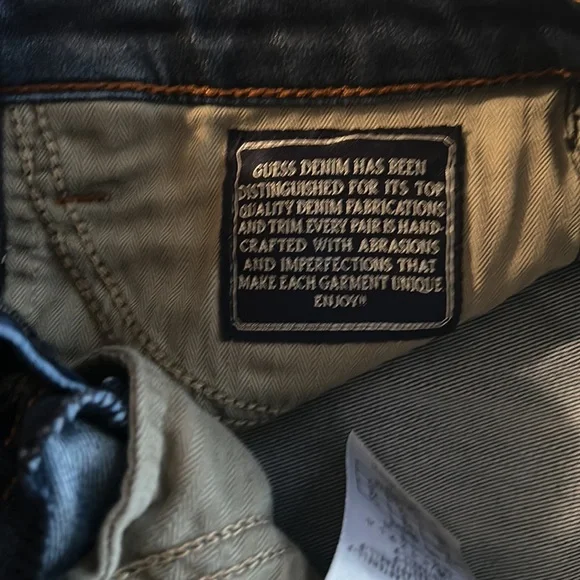 GUESS DENIM HAS BEEN
DISTINGUISHED FOR ITS TOP
QUALITY DENIM FABRICATIONS
AND TRIM EVERY PAIR IS HAND-
CRAFTED WITH ABRASIONS
AND IMPERFECTIONS THAT
MAKE EACH GARMENT UNIQUE
ENJOY!!